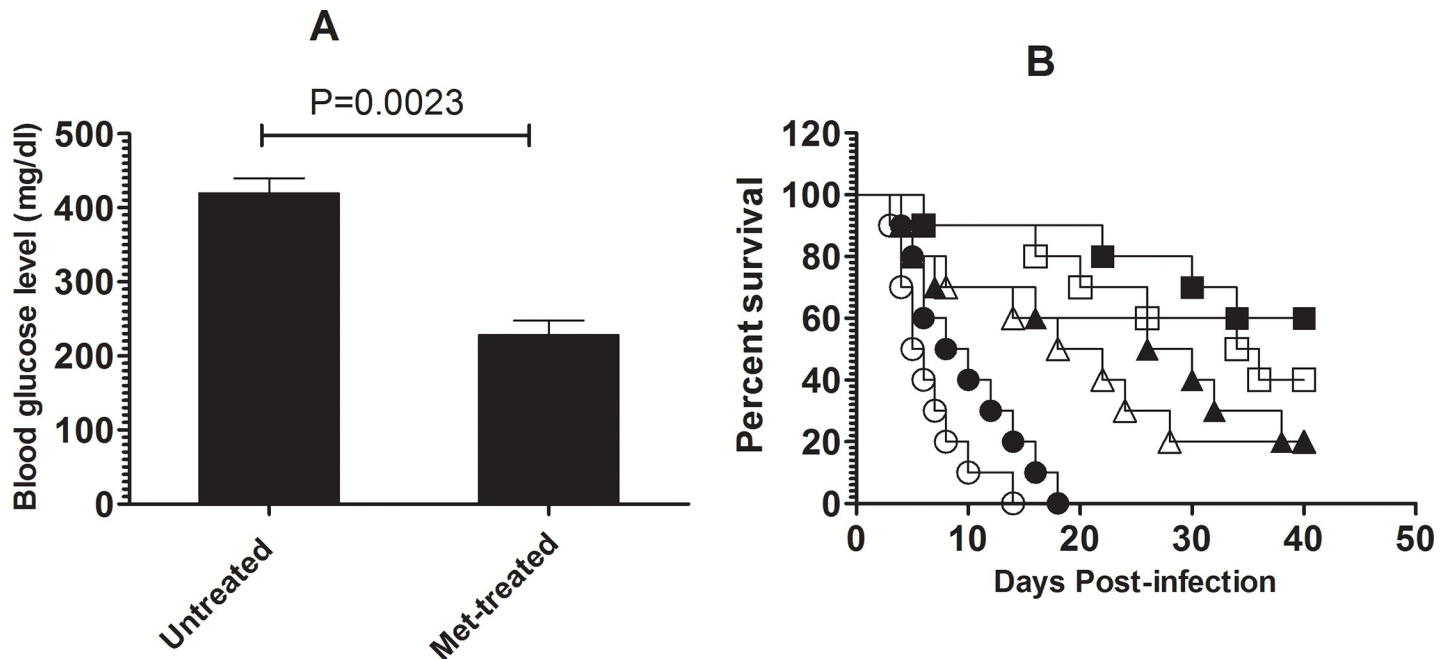 A
P=0.0023
Blood glucose level (mg/dl)
500
400
300
200
100
0
Untreated
Met-treated
B
Percent survival
120
100
80
60
40
20
0
0 10 20 30 40 50
Days Post-infection